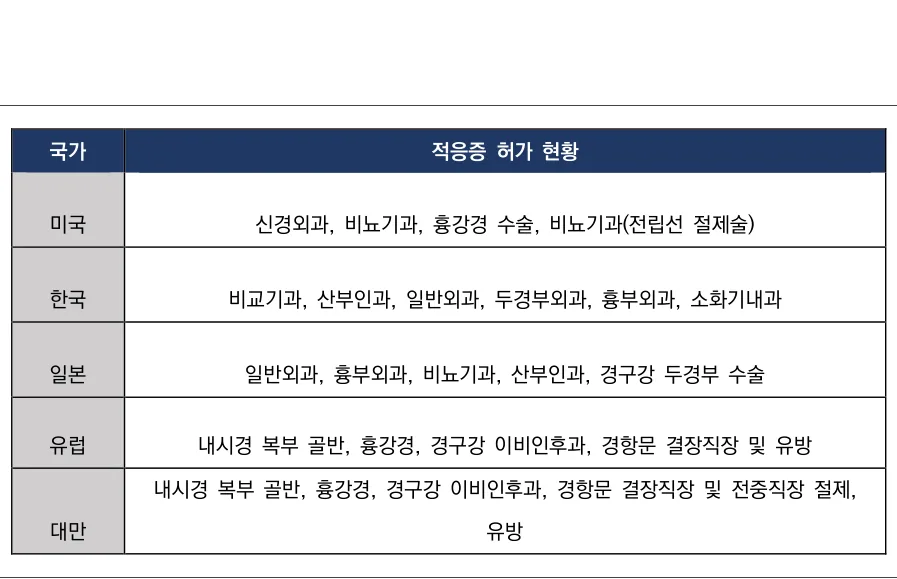 국가 적응증 허가 현황
미국 신경외과, 비뇨기과, 흉강경 수술, 비뇨기과(전립선 절제술)
한국 비교기과, 산부인과, 일반외과, 두경부외과, 흉부외과, 소화기내과
일본 일반외과, 흉부외과, 비뇨기과, 산부인과, 경구강 두경부 수술
유럽 내시경 복부 골반, 흉강경, 경구강 이비인후과, 경항문 결장직장 및 유방
내시경 복부 골반, 흉강경, 경구강 이비인후과, 경항문 결장직장 및 전중직장 절제,
대만 유방